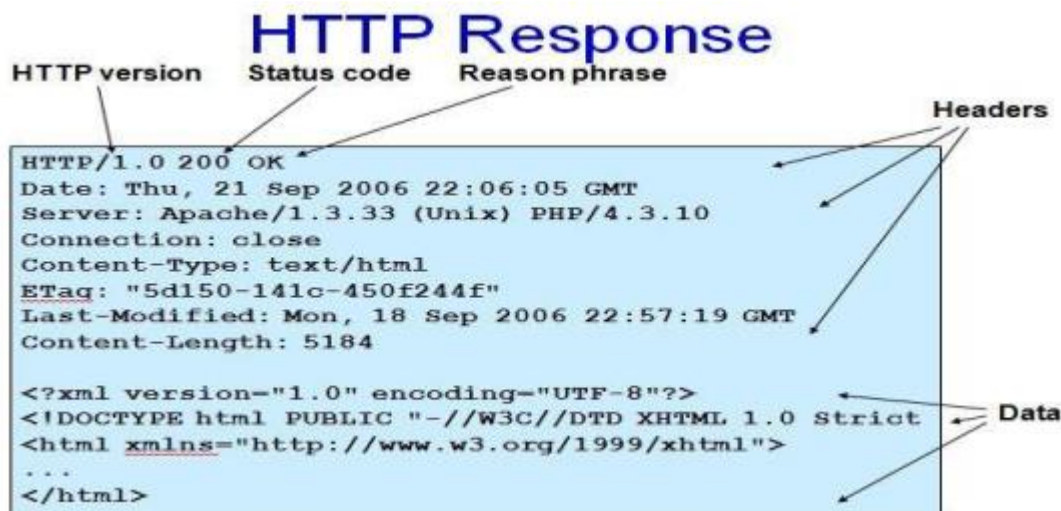 HTTP Response
HTTP version Status code Reason phrase
Headers
HTTP/1.0 200 OK
Date: Thu, 21 Sep 2006 22:06:05 GMT
Server: Apache/1.3.33 (Unix) PHP/4.3.10
Connection: close
Content-Type: text/html
ETag: "5d150-141c-450f244f"
Last-Modified: Mon, 18 Sep 2006 22:57:19 GMT
Content-Length: 5184
<?xml version="1.0" encoding="UTF-8"?>
<!DOCTYPE html PUBLIC "-//W3C//DTD XHTML 1.0 Strict
Data
<html xmlns="http://www.w3.org/1999/xhtml">
...
</html>